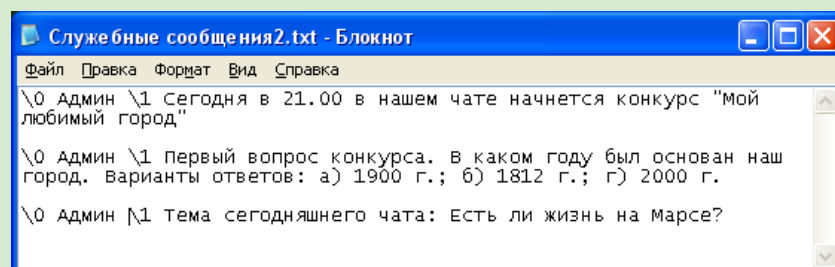 Служебные сообщения2.txt - Блокнот
Файл Правка Формат Вид Справка
\0 Админ \1 Сегодня в 21.00 в нашем чате начнется конкурс "Мой
любимый город"
\0 Админ \1 Первый вопрос конкурса. В каком году был основан наш
город. Варианты ответов: а) 1900 г.; б) 1812 г.; г) 2000 г.
\0 Админ \1 Тема сегодняшнего чата: Есть ли жизнь на Марсе?